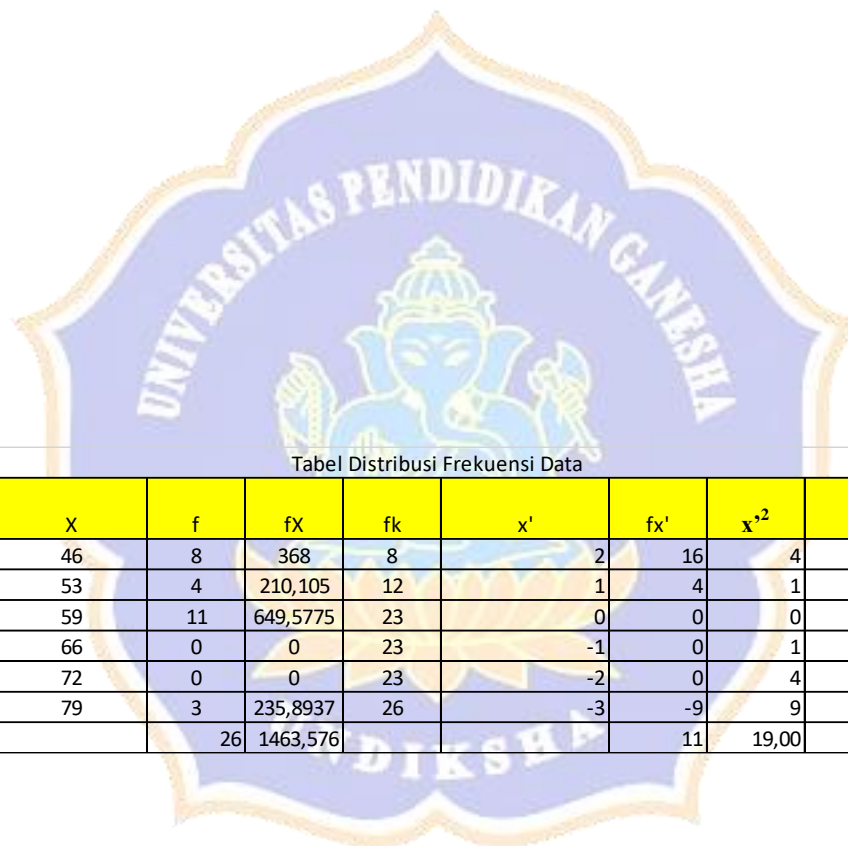 UNIVERSITAS PENDIDIKAN GANESHA
Tabel Distribusi Frekuensi Data
X f fX fk x' fx' x’²
46 8 368 8 2 16 4
53 4 210,105 12 1 4 1
59 11 649,5775 23 0 0 0
66 0 0 23 -1 0 1
72 0 0 23 -2 0 4
79 3 235,8937 26 -3 -9 9
26 1463,576 11 19,00
UNDIKSHA